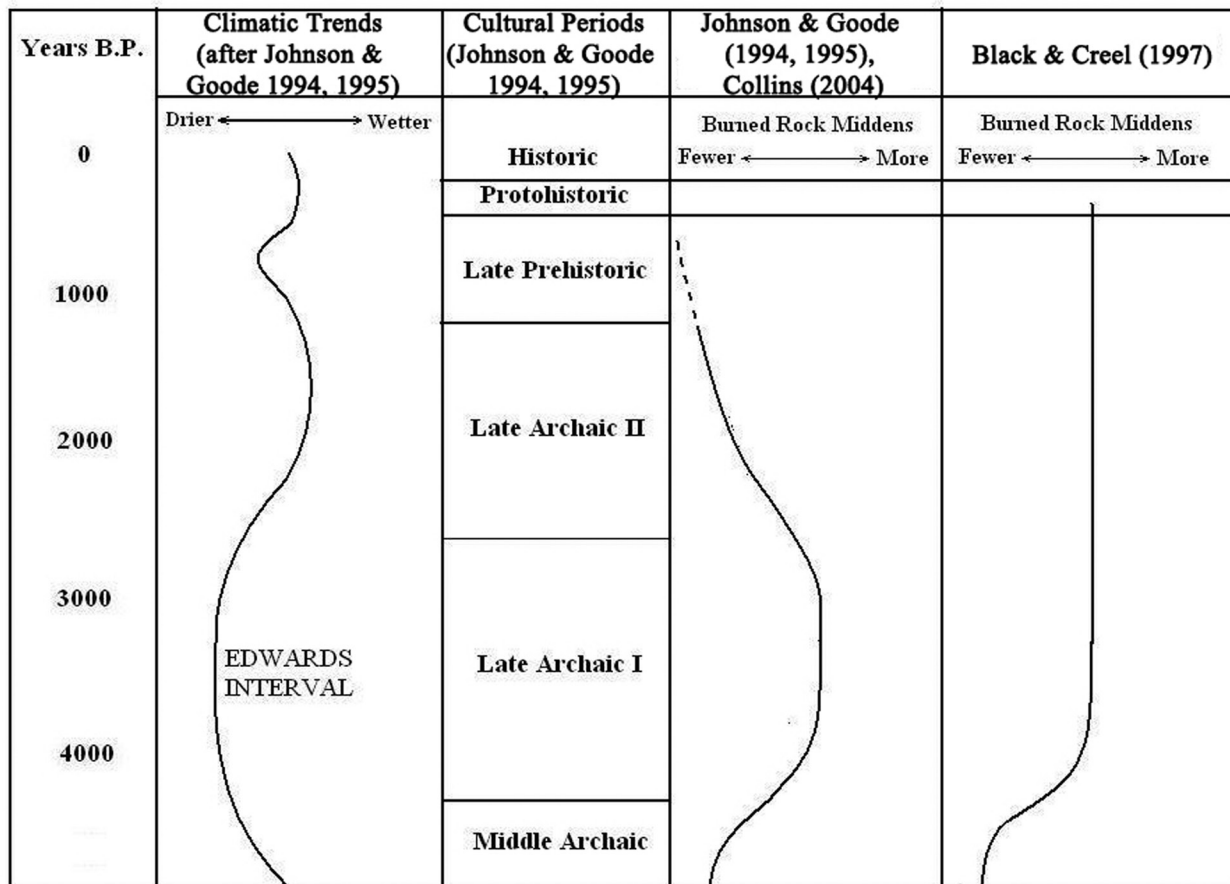 Years B.P.
Climatic Trends
(after Johnson &
Goode 1994, 1995)
Cultural Periods
(Johnson & Goode
1994, 1995)
Johnson & Goode
(1994, 1995),
Collins (2004)
Black & Creel (1997)
Drier Wetter
Burned Rock Middens
Fewer More
Burned Rock Middens
Fewer More
0
1000
2000
3000
4000
EDWARDS
INTERVAL
Historic
Protohistoric
Late Prehistoric
Late Archaic II
Late Archaic I
Middle Archaic